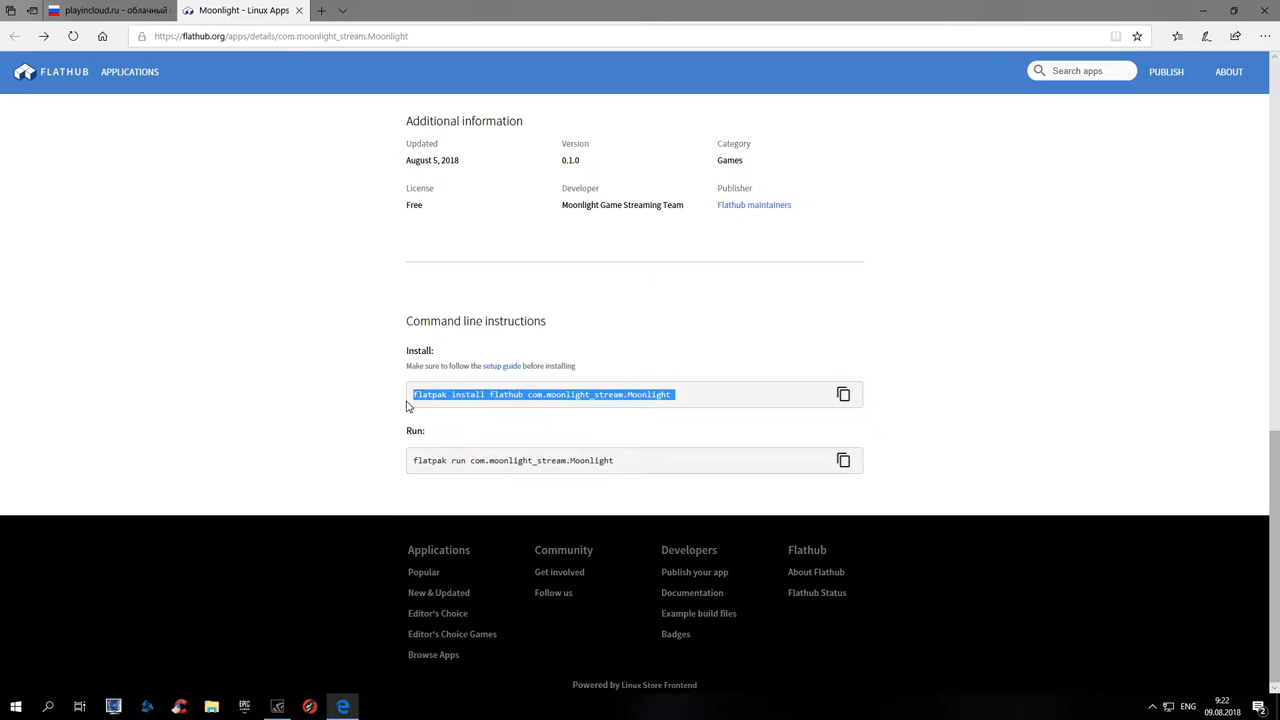 playincloud.ru - облачный
Moonlight - Linux Apps
https://flathub.org/apps/details/com.moonlight_stream.Moonlight
FLATHUB APPLICATIONS Search apps PUBLISH ABOUT
Additional information
Updated Version Category
August 5, 2018 0.1.0 Games
License Developer Publisher
Free Moonlight Game Streaming Team Flathub maintainers
Command line instructions
Install:
Make sure to follow the setup guide before installing
flatpak install flathub com.moonlight_stream.Moonlight
Run:
flatpak run com.moonlight_stream.Moonlight
Applications Community Developers Flathub
Popular Get involved Publish your app About Flathub
New & Updated Follow us Documentation Flathub Status
Editor's Choice Example build files
Editor's Choice Games Badges
Browse Apps
Powered by Linux Store Frontend
EPIC
ENG
9:22
09.08.2018
2